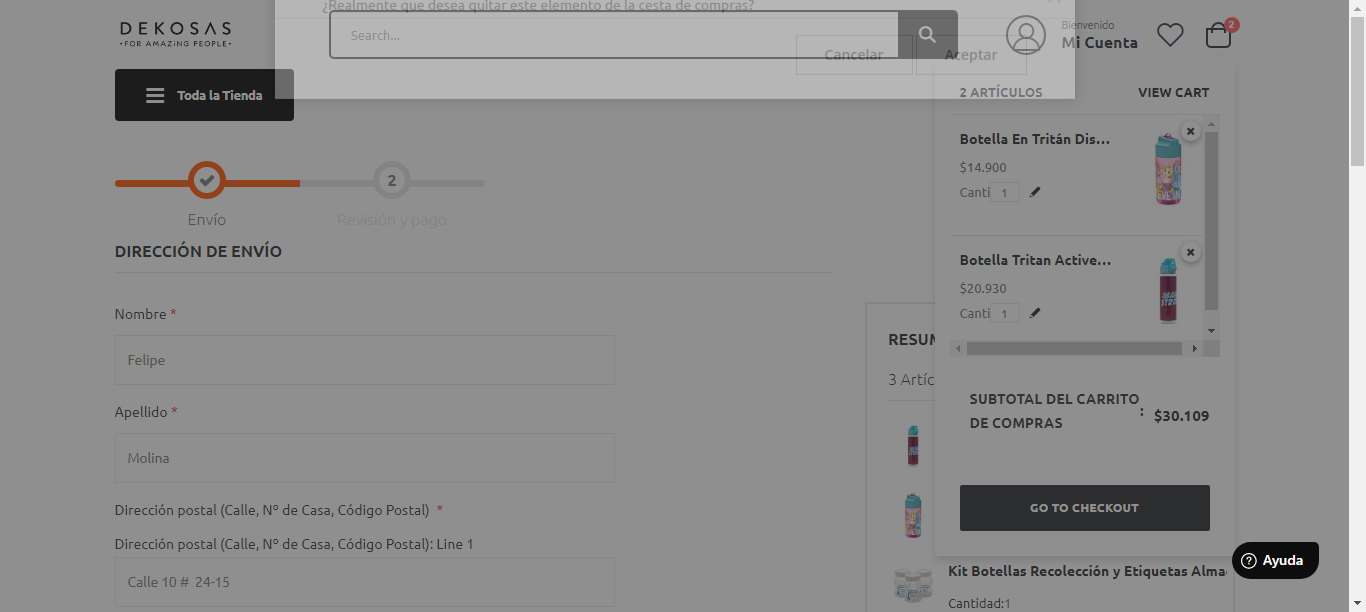 ¿Realmente que desea quitar este elemento de la cesta de compras?
DEKOSAS
•FOR AMAZING PEOPLE•
Search...
Cancelar
Aceptar
Bienvenido
Mi Cuenta
2
Toda la Tienda
2 ARTÍCULOS
VIEW CART
Botella En Tritán Dis...
$14.900
Canti 1
Botella Tritan Active...
$20.930
Canti 1
SUBTOTAL DEL CARRITO DE COMPRAS : $30.109
GO TO CHECKOUT
2
Envío
Revisión y pago
DIRECCIÓN DE ENVÍO
Nombre *
Felipe
Apellido *
Molina
Dirección postal (Calle, Nº de Casa, Código Postal) *
Dirección postal (Calle, Nº de Casa, Código Postal): Line 1
Calle 10 # 24-15
RESUM
3 Artíc
Kit Botellas Recolección y Etiquetas Alma
Cantidad:1
Ayuda